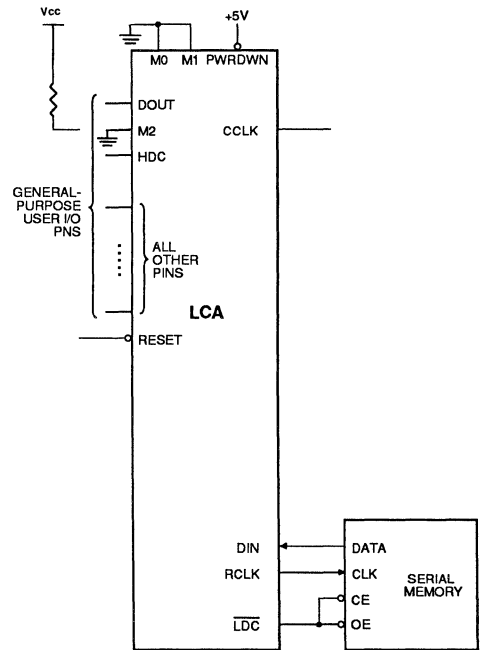 Vcc
+5V
M0 M1 PWRDWN
DOUT
M2
CCLK
HDC
GENERAL-
PURPOSE
USER I/O
PNS
ALL
OTHER
PINS
LCA
RESET
DIN
DATA
RCLK
CLK
SERIAL
MEMORY
CE
LDC
OE